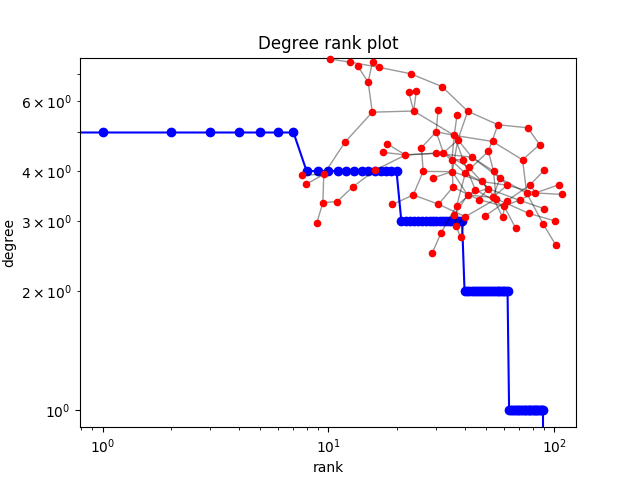 Degree rank plot
degree
6 × 10⁰
4 × 10⁰
3 × 10⁰
2 × 10⁰
10⁰
10⁰
10¹
10²
rank